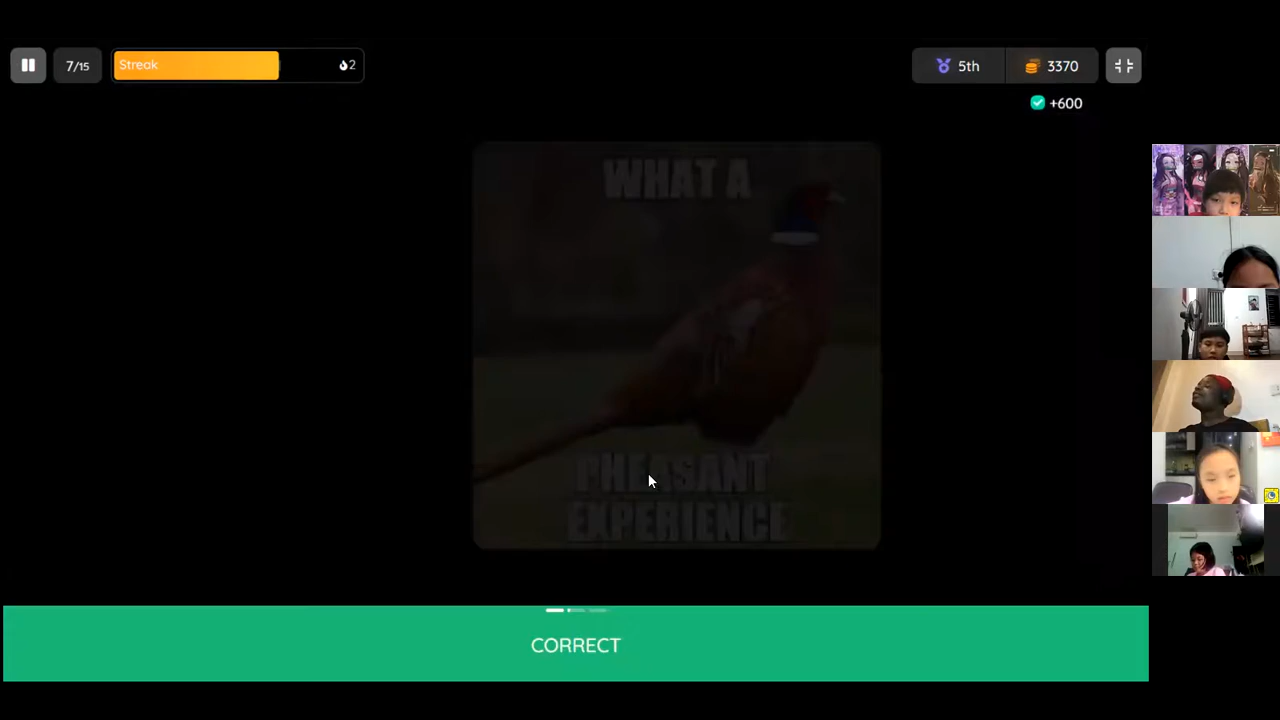 7/15
Streak
2
5th
3370
+600
WHAT A
PHEASANT
EXPERIENCE
CORRECT